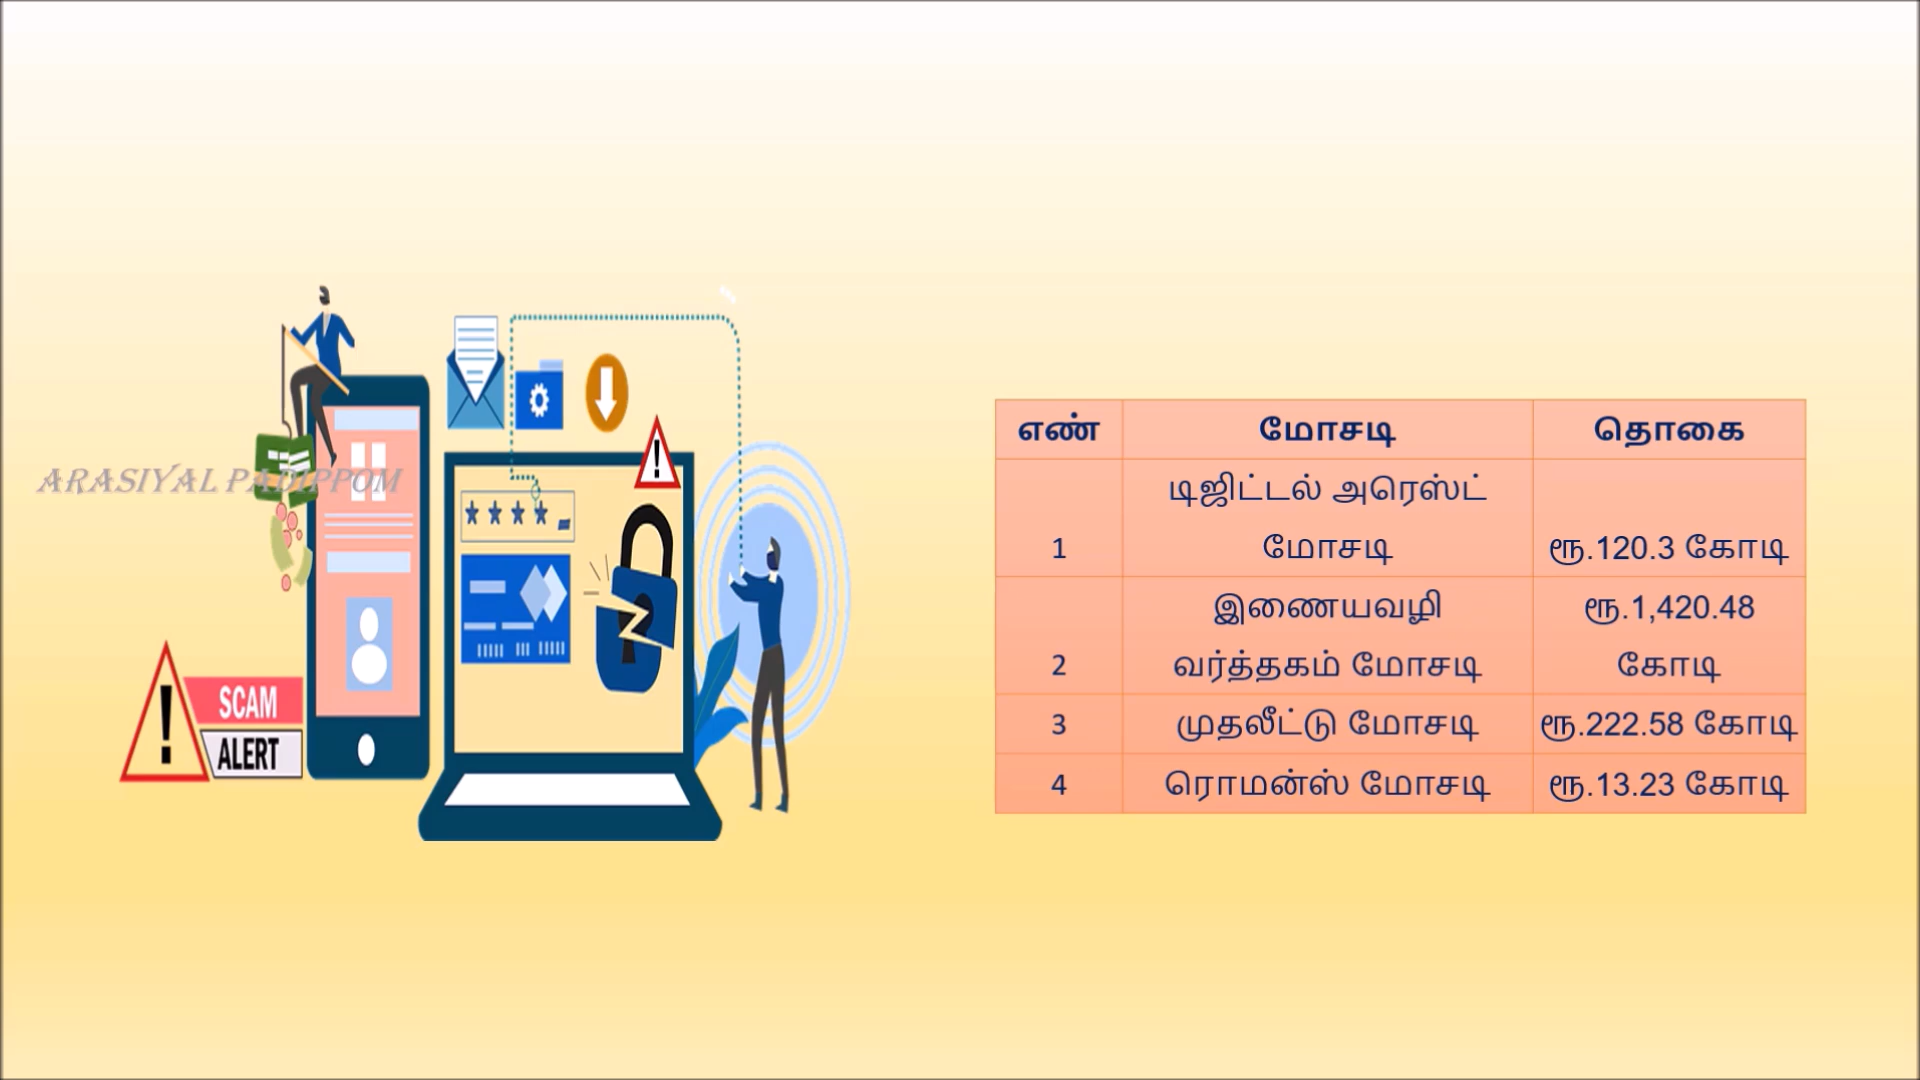 ARASIYAL PADIPPOM
SCAM
ALERT
எண் மோசடி தொகை
டிஜிட்டல் அரெஸ்ட்
1 மோசடி ரூ.120.3 கோடி
இணையவழி ரூ.1,420.48
2 வர்த்தகம் மோசடி கோடி
3 முதலீட்டு மோசடி ரூ.222.58 கோடி
4 ரொமன்ஸ் மோசடி ரூ.13.23 கோடி